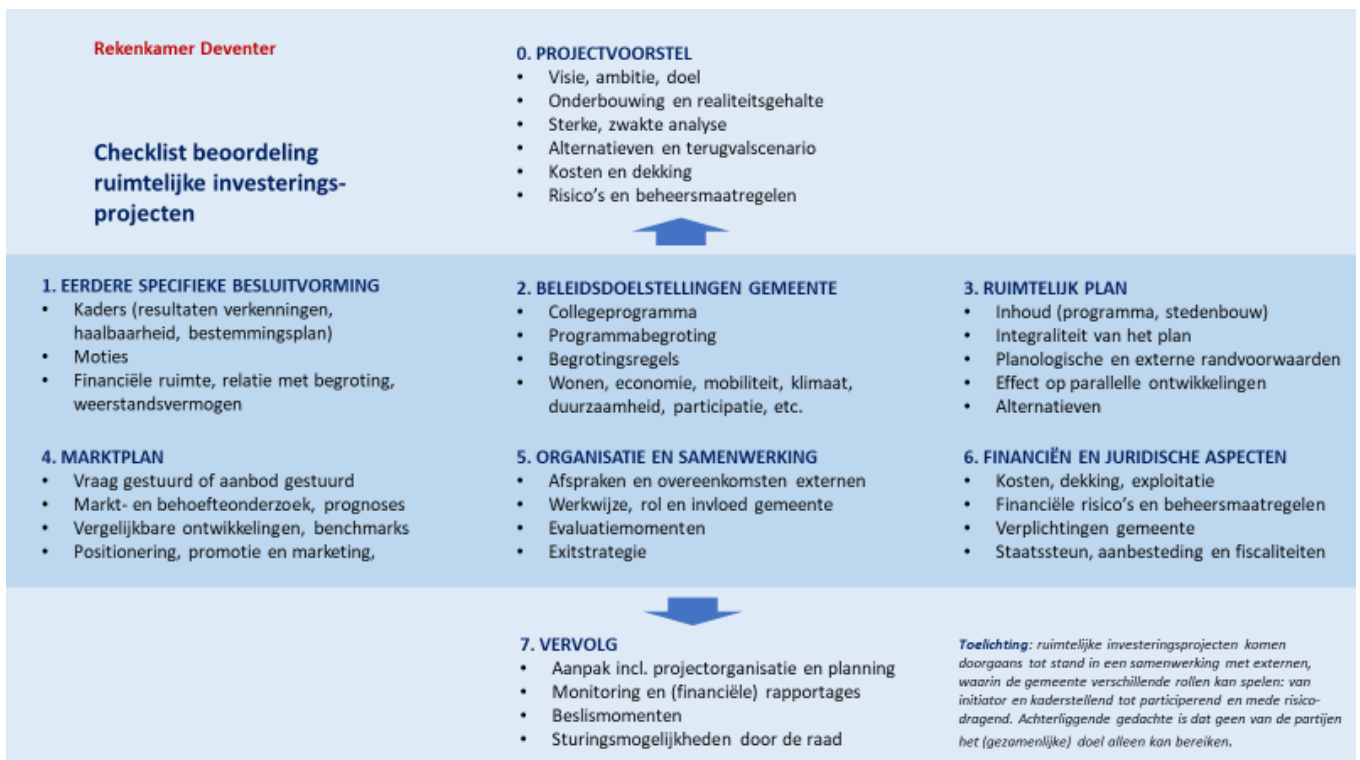 Rekenkamer Deventer
Checklist beoordeling
ruimtelijke investerings-
projecten
0. PROJECTVOORSTEL
• Visie, ambitie, doel
• Onderbouwing en realiteitsgehalte
• Sterke, zwakte analyse
• Alternatieven en terugvalscenario
• Kosten en dekking
• Risico's en beheersmaatregelen
1. EERDERE SPECIFIEKE BESLUITVORMING
• Kaders (resultaten verkenningen,
haalbaarheid, bestemmingsplan)
• Moties
• Financiële ruimte, relatie met begroting,
weerstandsvermogen
2. BELEIDSDOELSTELLINGEN GEMEENTE
• Collegeprogramma
• Programmabegroting
• Begrotingsregels
• Wonen, economie, mobiliteit, klimaat,
duurzaamheid, participatie, etc.
3. RUIMTELIJK PLAN
• Inhoud (programma, stedenbouw)
• Integraliteit van het plan
• Planologische en externe randvoorwaarden
• Effect op parallelle ontwikkelingen
• Alternatieven
4. MARKTPLAN
• Vraag gestuurd of aanbod gestuurd
• Markt- en behoefteonderzoek, prognoses
• Vergelijkbare ontwikkelingen, benchmarks
• Positionering, promotie en marketing,
5. ORGANISATIE EN SAMENWERKING
• Afspraken en overeenkomsten externen
• Werkwijze, rol en invloed gemeente
• Evaluatiemomenten
• Exitstrategie
6. FINANCIËN EN JURIDISCHE ASPECTEN
• Kosten, dekking, exploitatie
• Financiële risico's en beheersmaatregelen
• Verplichtingen gemeente
• Staatssteun, aanbesteding en fiscaliteiten
7. VERVOLG
• Aanpak incl. projectorganisatie en planning
• Monitoring en (financiële) rapportages
• Beslismomenten
• Sturingsmogelijkheden door de raad
Toelichting: ruimtelijke investeringsprojecten komen
doorgaans tot stand in een samenwerking met externen,
waarin de gemeente verschillende rollen kan spelen: van
initiator en kaderstellend tot participerend en mede risico-
dragend. Achterliggende gedachte is dat geen van de partijen
het (gezamenlijke) doel alleen kan bereiken.